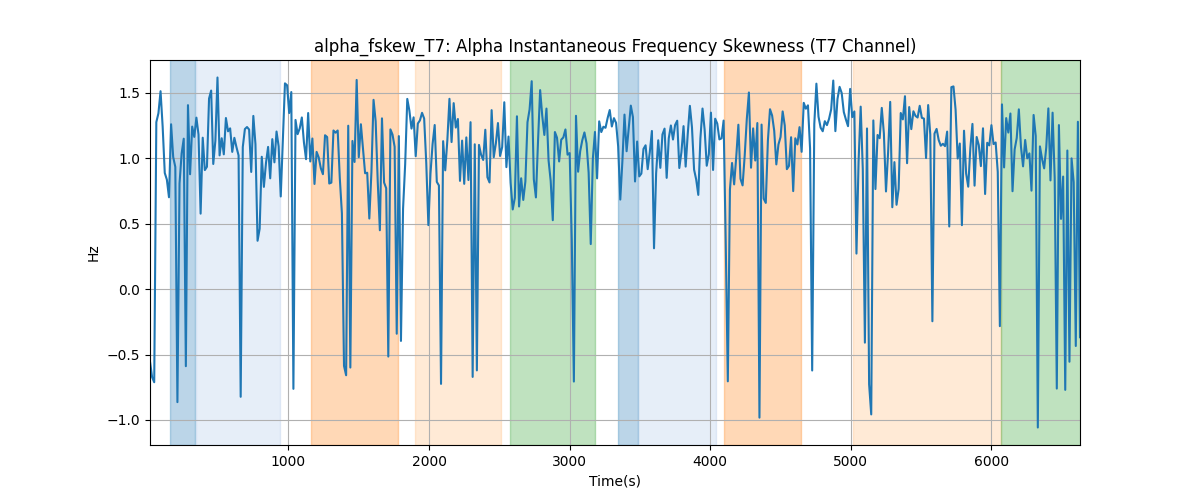 alpha_fskew_T7: Alpha Instantaneous Frequency Skewness (T7 Channel)
1.5
1.0
0.5
0.0
−0.5
−1.0
Hz
1000 2000 3000 4000 5000 6000
Time(s)